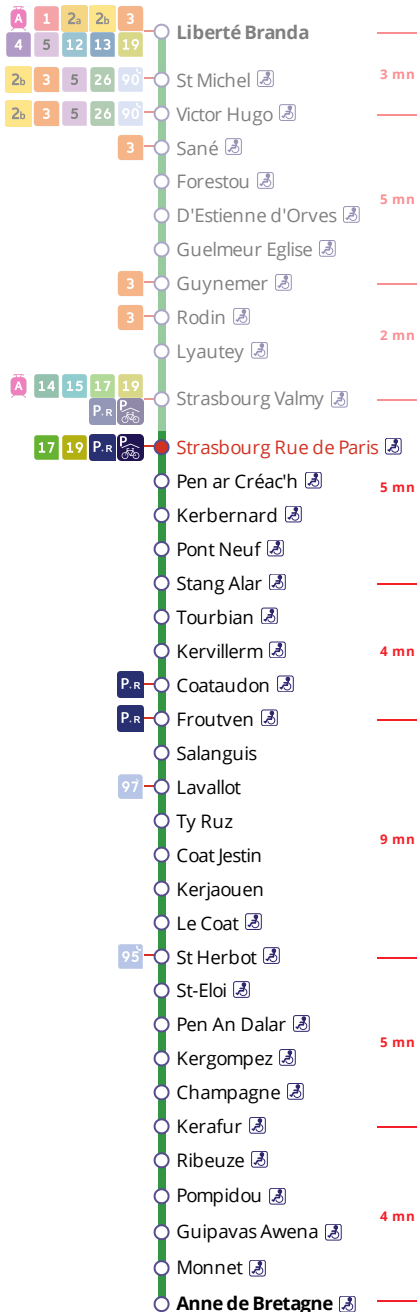 A 1 2a 2b 3
Liberté Branda
4 5 12 13 19
3 mn
2b 3 5 26 90 St Michel
2b 3 5 26 90 Victor Hugo
3 Sané
Forestou
5 mn
D'Estienne d'Orves
Guelmeur Eglise
3 Guynemer
3 Rodin
2 mn
Lyautey
A 14 15 17 19
Strasbourg Valmy
P.R P
17 19 P.R P Strasbourg Rue de Paris
Pen ar Créac'h
5 mn
Kerbernard
Pont Neuf
Stang Alar
Tourbian
Kervillerm
4 mn
P.R Coataudon
P.R Froutven
Salanguis
97 Lavallot
Ty Ruz
9 mn
Coat Jestin
Kerjaouen
Le Coat
95 St Herbot
St-Eloi
Pen An Dalar
5 mn
Kergompez
Champagne
Kerafur
Ribeuze
Pompidou
4 mn
Guipavas Awena
Monnet
Anne de Bretagne